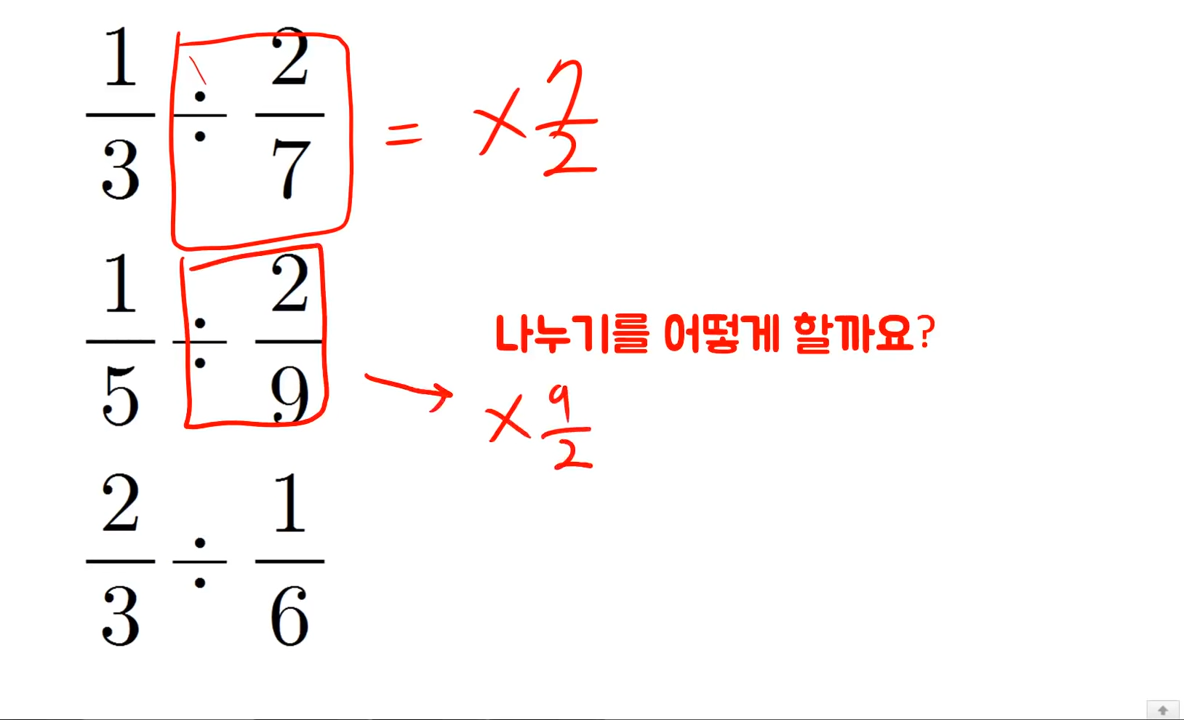 1/3 ÷ 2/7 = × 7/2
1/5 ÷ 2/9 → × 9/2
나누기를 어떻게 할까요?
2/3 ÷ 1/6